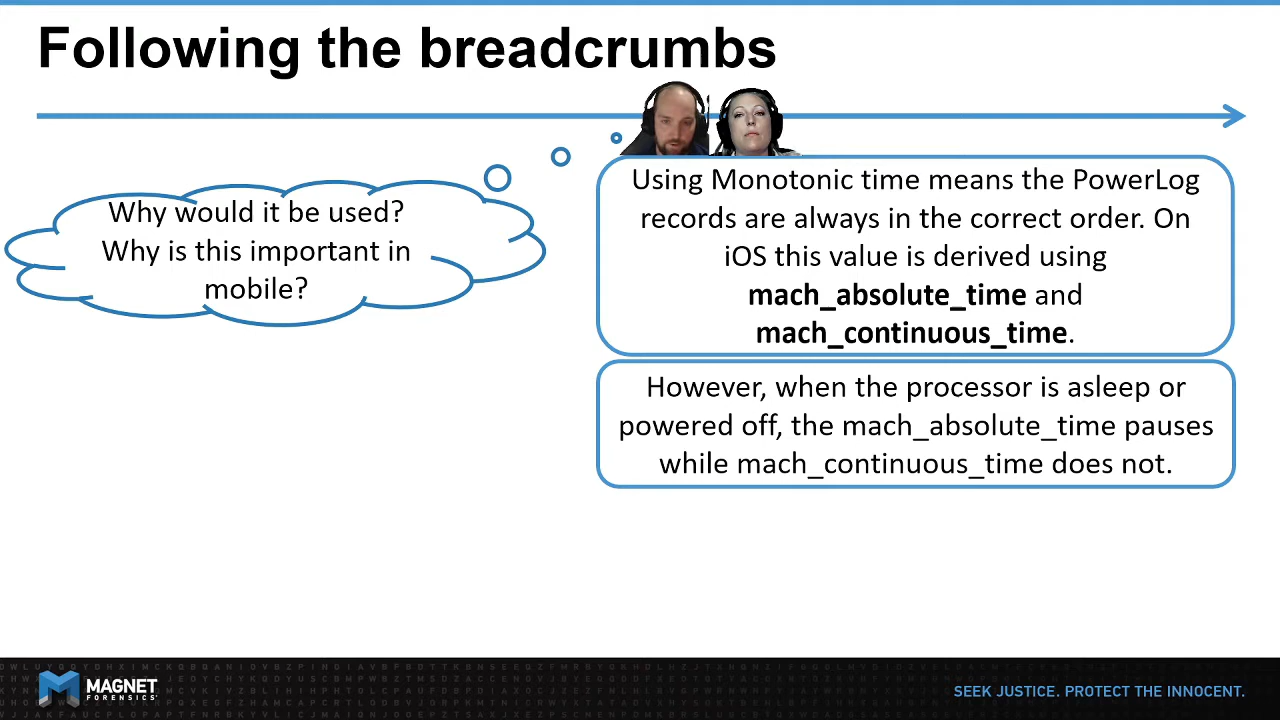 Following the breadcrumbs
Why would it be used?
Why is this important in
mobile?
Using Monotonic time means the PowerLog
records are always in the correct order. On
iOS this value is derived using
mach_absolute_time and
mach_continuous_time.
However, when the processor is asleep or
powered off, the mach_absolute_time pauses
while mach_continuous_time does not.
MAGNET
FORENSICS
SEEK JUSTICE. PROTECT THE INNOCENT.